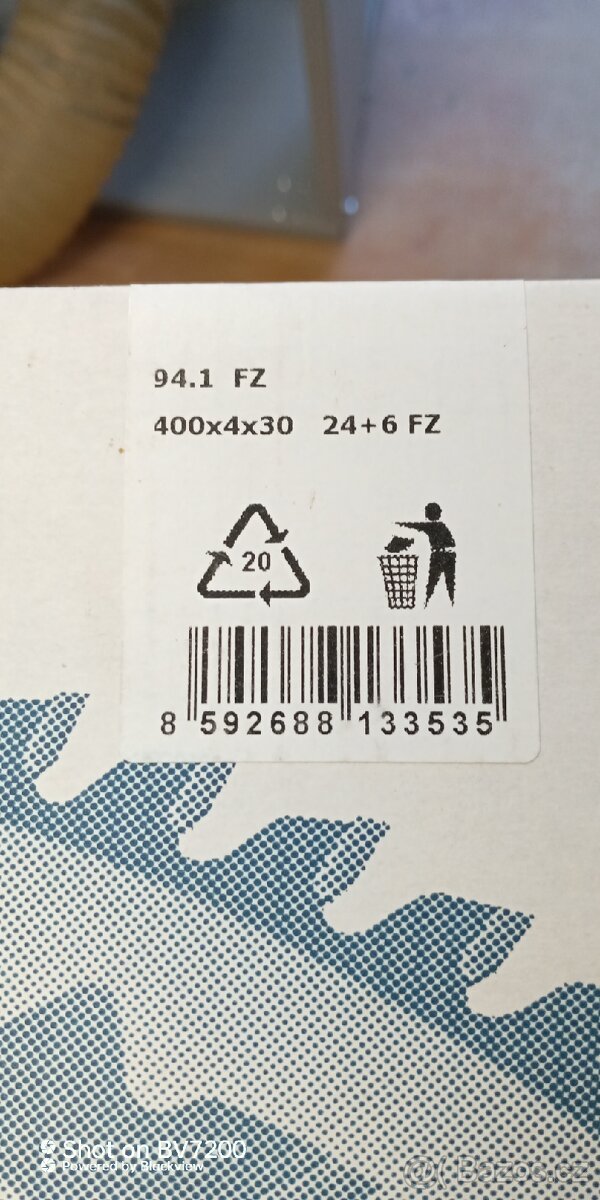 94.1 FZ
400x4x30 24+6 FZ
20
8 592688 133535
Shot on BV7200
Powered by Blackview
Bazos.cz